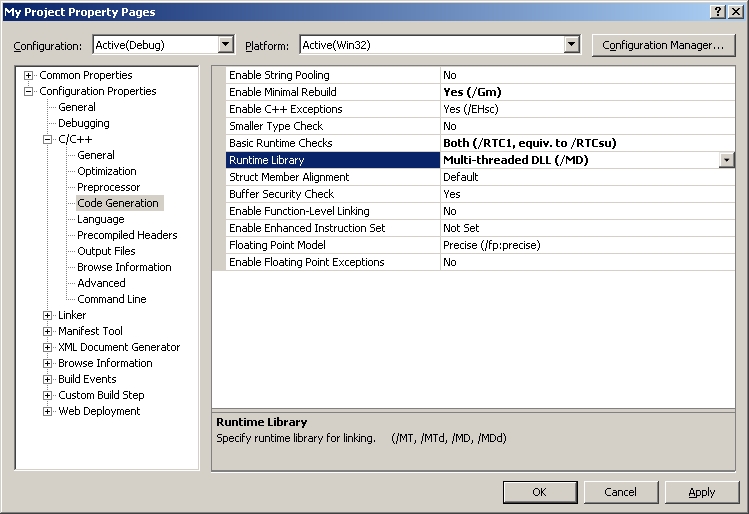 My Project Property Pages
Configuration: Active(Debug) Platform: Active(Win32) Configuration Manager...
Common Properties
Configuration Properties
General
Debugging
C/C++
General
Optimization
Preprocessor
Code Generation
Language
Precompiled Headers
Output Files
Browse Information
Advanced
Command Line
Linker
Manifest Tool
XML Document Generator
Browse Information
Build Events
Custom Build Step
Web Deployment
Enable String Pooling No
Enable Minimal Rebuild Yes (/Gm)
Enable C++ Exceptions Yes (/EHsc)
Smaller Type Check No
Basic Runtime Checks Both (/RTC1, equiv. to /RTCsu)
Runtime Library Multi-threaded DLL (/MD)
Struct Member Alignment Default
Buffer Security Check Yes
Enable Function-Level Linking No
Enable Enhanced Instruction Set Not Set
Floating Point Model Precise (/fp:precise)
Enable Floating Point Exceptions No
Runtime Library
Specify runtime library for linking. (/MT, /MTd, /MD, /MDd)
OK Cancel Apply